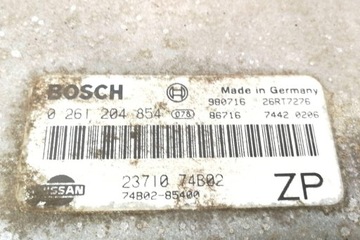 BOSCH
Made in Germany
980716 26RT7276
0 261 204 854 078 86716 7442 0206
NISSAN
23710 74B02
74B02-85400
ZP